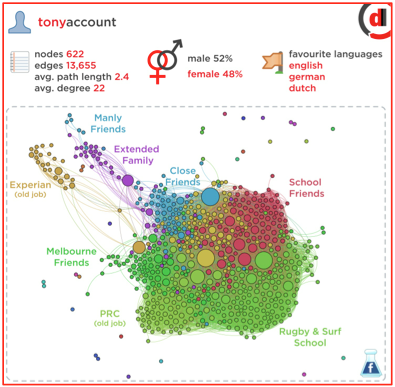 tonyaccount
nodes 622
edges 13,655
avg. path length 2.4
avg. degree 22
male 52%
female 48%
favourite languages
english
german
dutch
Manly
Friends
Extended
Family
Close
Friends
School
Friends
Experian
(old job)
Melbourne
Friends
PRC
(old job)
Rugby & Surf
School